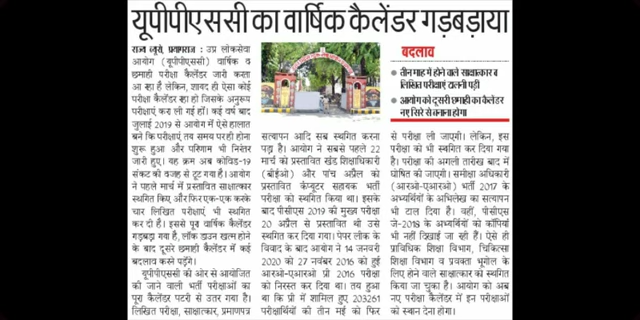 यूपीपीएससी का वार्षिक कैलेंडर गड़बड़ाया
राज्य ब्यूरो, प्रयागराज : उप्र लोकसेवा
आयोग (यूपीपीएससी) वार्षिक व
छमाही परीक्षा कैलेंडर जारी करता
आ रहा है लेकिन, शायद ही ऐसा कोई
परीक्षा कैलेंडर रहा हो जिसके अनुरूप
परीक्षाएं, करा ली गई हों। कई वर्ष बाद
जुलाई 2019 से आयोग में ऐसे हालात
बने कि परीक्षाएं, तय समय पर ही होना
शुरू हुआ और परिणाम भी निरंतर
जारी हुए। यह क्रम अब कोविड-19
संकट की वजह से टूट गया है। आयोग
ने पहले मार्च में प्रस्तावित साक्षात्कार
स्थगित किए और फिर एक-एक करके
चार लिखित परीक्षाएं भी स्थगित
कर दी हैं। इससे पूरा वार्षिक कैलेंडर
गड़बड़ा गया है, लॉक डाउन खत्म होने
के बाद दूसरे छमाही कैलेंडर में कई
बदलाव करने पड़ेंगे।
यूपीपीएससी की ओर से आयोजित
की जाने वाली भर्ती परीक्षाओं का
पूरा कैलेंडर पटरी से उतर गया है।
लिखित परीक्षा, साक्षात्कार, प्रमाणपत्र
सत्यापन आदि सब स्थगित करना
पड़ा है। आयोग ने सबसे पहले 22
मार्च को प्रस्तावित खंड शिक्षाधिकारी
(बीईओ) और पांच अप्रैल को
प्रस्तावित कंप्यूटर सहायक भर्ती
परीक्षा को स्थगित किया था। इसके
बाद पीसीएस 2019 की मुख्य परीक्षा
20 अप्रैल से प्रस्तावित थी उसे
स्थगित कर दिया गया। पेपर लीक के
विवाद के बाद आयोग ने 14 जनवरी
2020 को 27 नवंबर 2016 को हुई
आरओ-एआरओ प्री 2016 परीक्षा
को निरस्त कर दिया था। तय हुआ
था कि प्री में शामिल हुए 203261
परीक्षार्थियों की तीन मई को फिर
बदलाव
तीन माह में होने वाले साक्षात्कार व
लिखित परीक्षाएं टालनी पड़ी
आयोग को दूसरी छमाही का कैलेंडर
नए सिरे से बनाना होगा
से परीक्षा ली जाएगी। लेकिन, इस
परीक्षा को भी स्थगित कर दिया गया
है। परीक्षा की अगली तारीख बाद में
घोषित की जाएगी। समीक्षा अधिकारी
(आरओ-एआरओ) भर्ती 2017 के
अभ्यर्थियों के अभिलेख का सत्यापन
भी टाल दिया है। वहीं, पीसीएस
जे-2018 के अभ्यर्थियों को कॉपियां
भी नहीं दिखाई जा रही हैं। ऐसे ही
प्राविधिक शिक्षा विभाग, चिकित्सा
शिक्षा विभाग व प्रवक्ता भूगोल के
लिए होने वाले साक्षात्कार को स्थगित
किया जा चुका है। आयोग को अब
नए परीक्षा कैलेंडर में इन परीक्षाओं
को स्थान देना होगा।